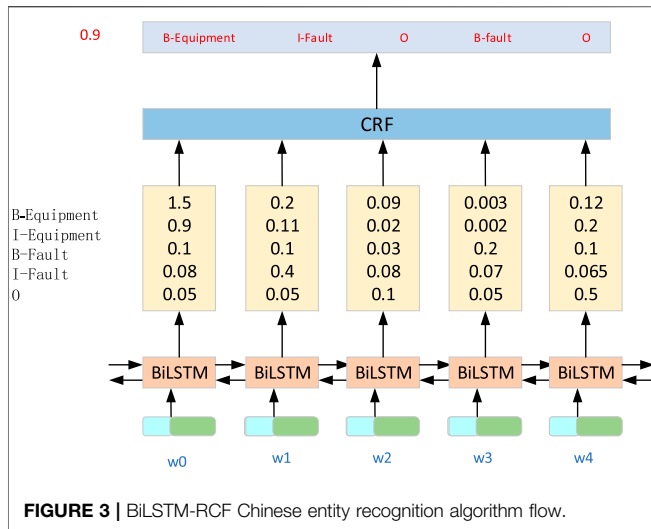 0.9 B-Equipment I-Fault O B-fault O
CRF
B-Equipment 1.5 0.2 0.09 0.003 0.12
I-Equipment 0.9 0.11 0.02 0.002 0.2
B-Fault 0.1 0.1 0.03 0.2 0.1
I-Fault 0.08 0.4 0.08 0.07 0.065
O 0.05 0.05 0.1 0.05 0.5
BiLSTM BiLSTM BiLSTM BiLSTM BiLSTM
w0 w1 w2 w3 w4
FIGURE 3 | BiLSTM-RCF Chinese entity recognition algorithm flow.